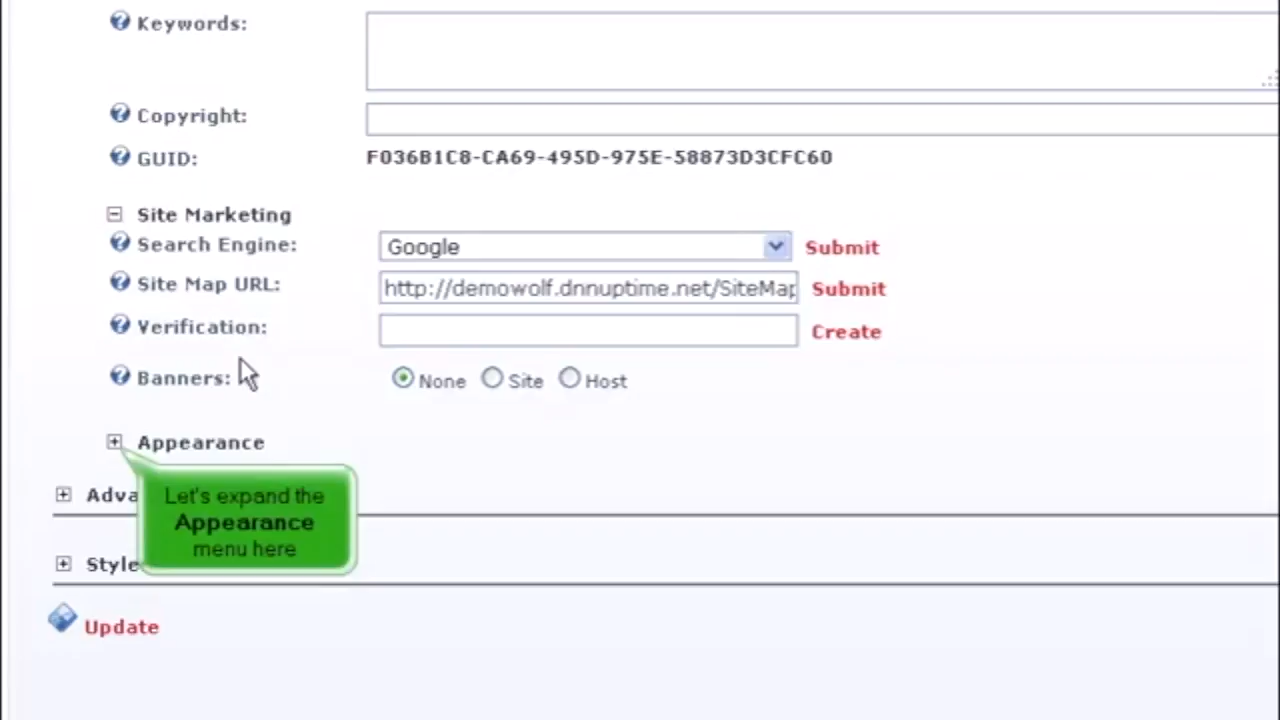 Keywords:
Copyright:
GUID: F036B1C8-CA69-495D-975E-58873D3CFC60
Site Marketing
Search Engine: Google Submit
Site Map URL: http://demowolf.dnnuptime.net/SiteMap Submit
Verification: Create
Banners: None Site Host
Appearance
Let's expand the
Appearance
menu here
Adva
Style
Update